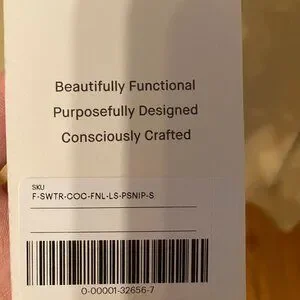 Beautifully Functional
Purposefully Designed
Consciously Crafted
SKU
F-SWTR-COC-FNL-LS-PSNIP-S
0-00001-32656-7